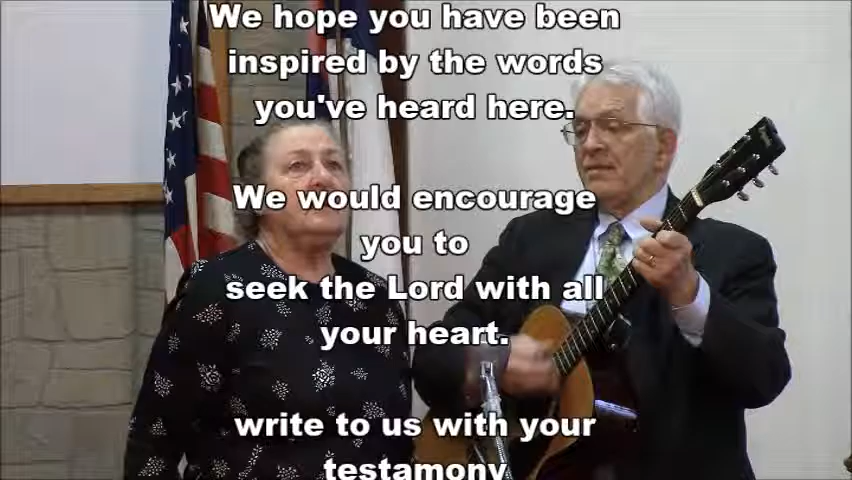 We hope you have been
inspired by the words
you've heard here.
We would encourage
you to
seek the Lord with all
your heart.
write to us with your
testamony